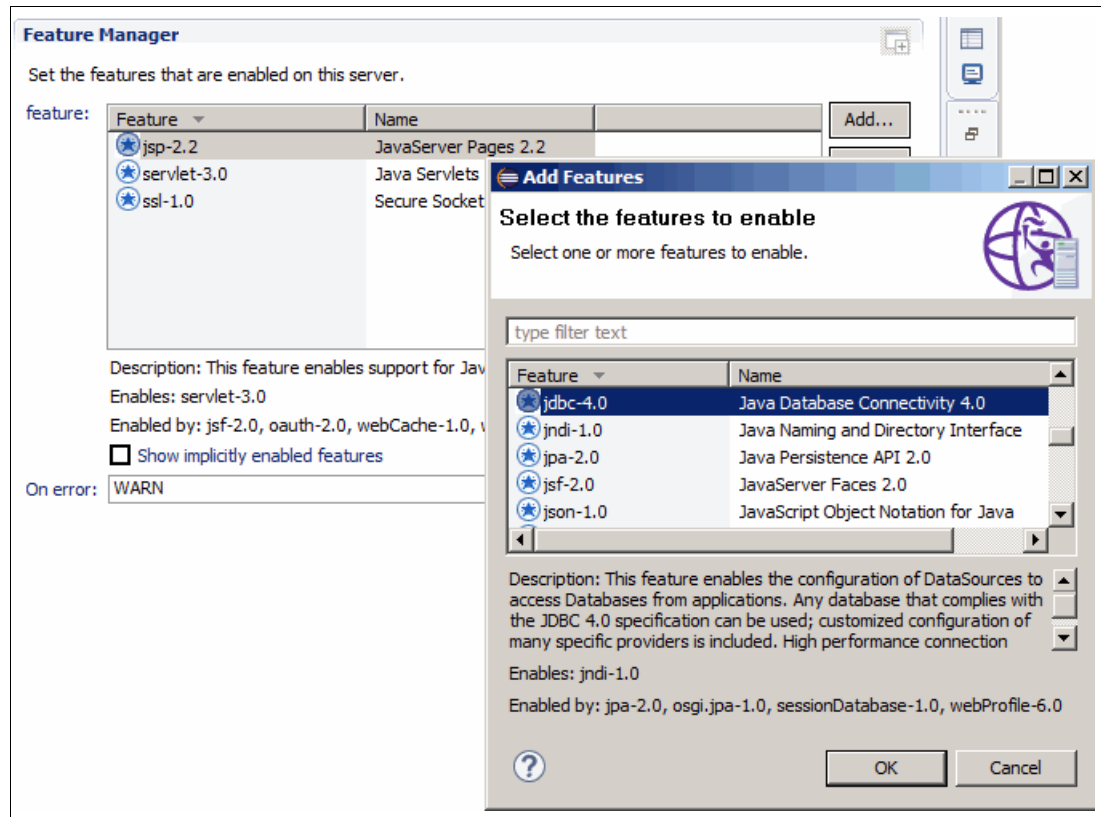 Feature Manager
Set the features that are enabled on this server.
feature:
Feature Name
Add...
jsp-2.2 JavaServer Pages 2.2
servlet-3.0 Java Servlets
ssl-1.0 Secure Socket
Description: This feature enables support for Jav
Enables: servlet-3.0
Enabled by: jsf-2.0, oauth-2.0, webCache-1.0,
Show implicitly enabled features
On error: WARN
Add Features
Select the features to enable
Select one or more features to enable.
type filter text
Feature Name
jdbc-4.0 Java Database Connectivity 4.0
jndi-1.0 Java Naming and Directory Interface
jpa-2.0 Java Persistence API 2.0
jsf-2.0 JavaServer Faces 2.0
json-1.0 JavaScript Object Notation for Java
Description: This feature enables the configuration of DataSources to
access Databases from applications. Any database that complies with
the JDBC 4.0 specification can be used; customized configuration of
many specific providers is included. High performance connection
Enables: jndi-1.0
Enabled by: jpa-2.0, osgi.jpa-1.0, sessionDatabase-1.0, webProfile-6.0
OK Cancel